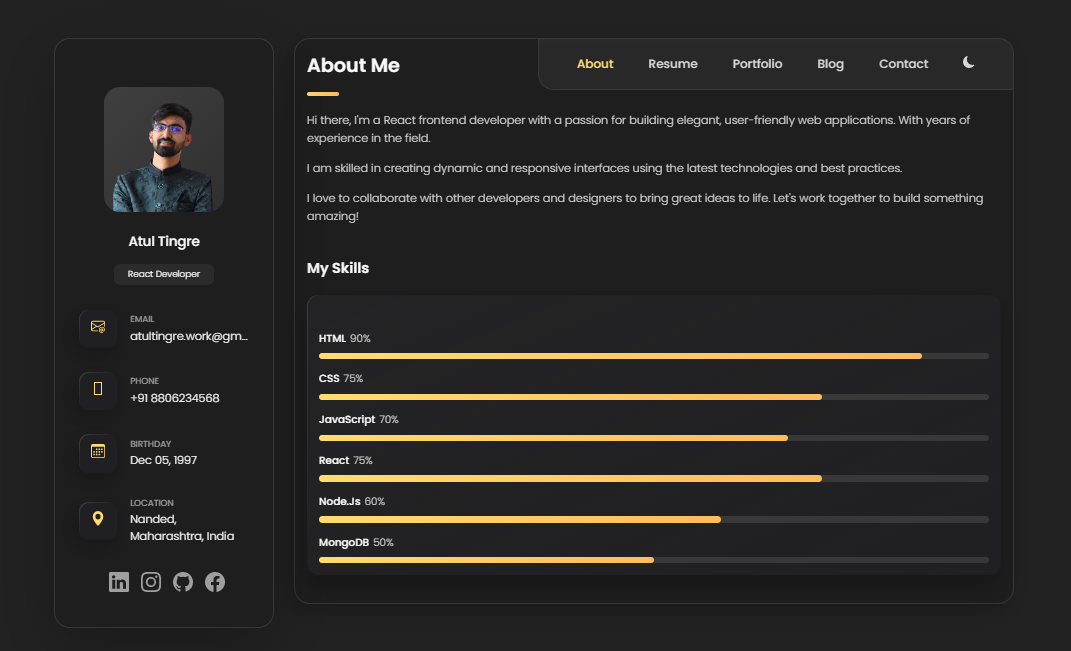 Atul Tingre
React Developer
EMAIL
atultingre.work@gm...
PHONE
+91 8806234568
BIRTHDAY
Dec 05, 1997
LOCATION
Nanded,
Maharashtra, India
About Me
About Resume Portfolio Blog Contact
Hi there, I'm a React frontend developer with a passion for building elegant, user-friendly web applications. With years of
experience in the field.
I am skilled in creating dynamic and responsive interfaces using the latest technologies and best practices.
I love to collaborate with other developers and designers to bring great ideas to life. Let's work together to build something
amazing!
My Skills
HTML 90%
CSS 75%
JavaScript 70%
React 75%
Node.Js 60%
MongoDB 50%